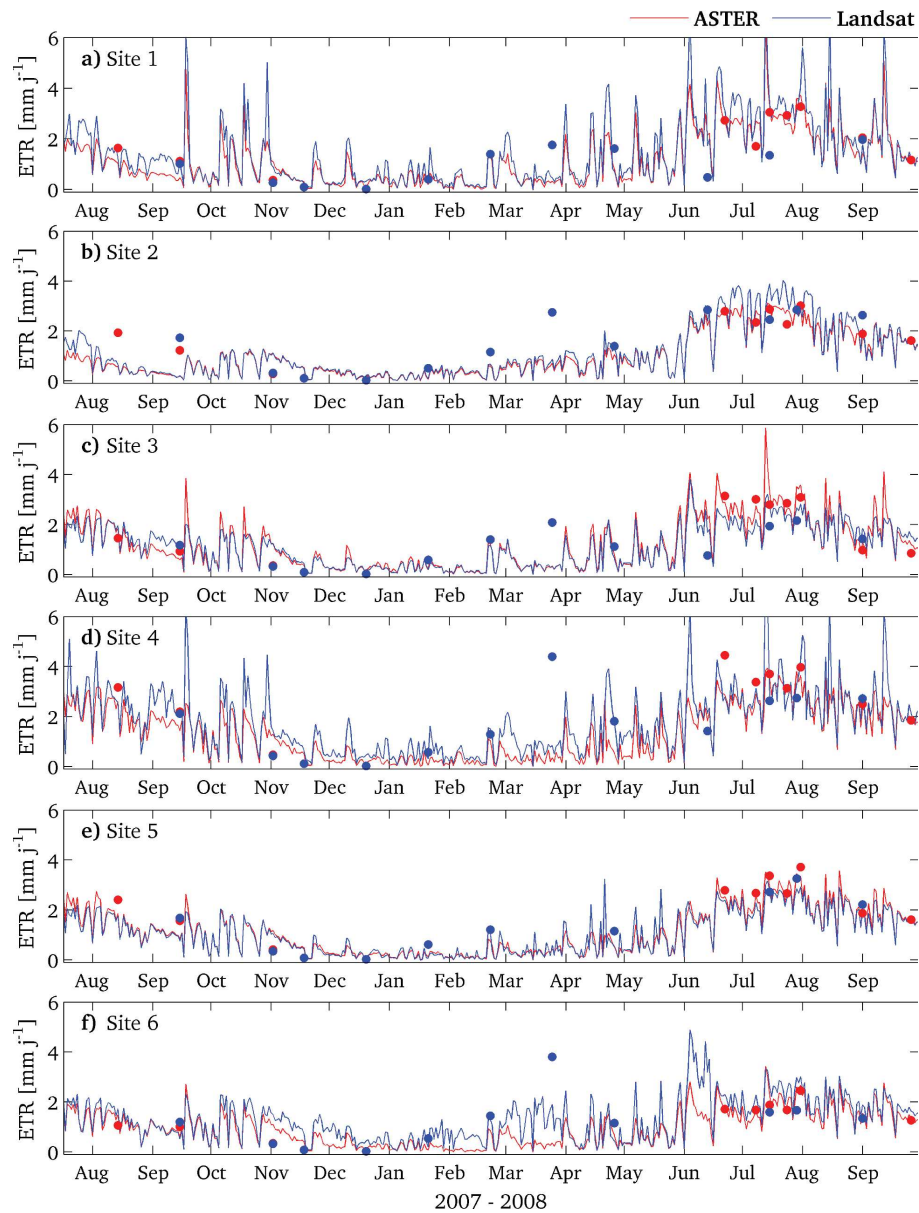 ASTER Landsat
a) Site 1
ETR [mm j⁻¹]
6
4
2
0
Aug Sep Oct Nov Dec Jan Feb Mar Apr May Jun Jul Aug Sep
b) Site 2
ETR [mm j⁻¹]
6
4
2
0
Aug Sep Oct Nov Dec Jan Feb Mar Apr May Jun Jul Aug Sep
c) Site 3
ETR [mm j⁻¹]
6
4
2
0
Aug Sep Oct Nov Dec Jan Feb Mar Apr May Jun Jul Aug Sep
d) Site 4
ETR [mm j⁻¹]
6
4
2
0
Aug Sep Oct Nov Dec Jan Feb Mar Apr May Jun Jul Aug Sep
e) Site 5
ETR [mm j⁻¹]
6
4
2
0
Aug Sep Oct Nov Dec Jan Feb Mar Apr May Jun Jul Aug Sep
f) Site 6
ETR [mm j⁻¹]
6
4
2
0
Aug Sep Oct Nov Dec Jan Feb Mar Apr May Jun Jul Aug Sep
2007 - 2008